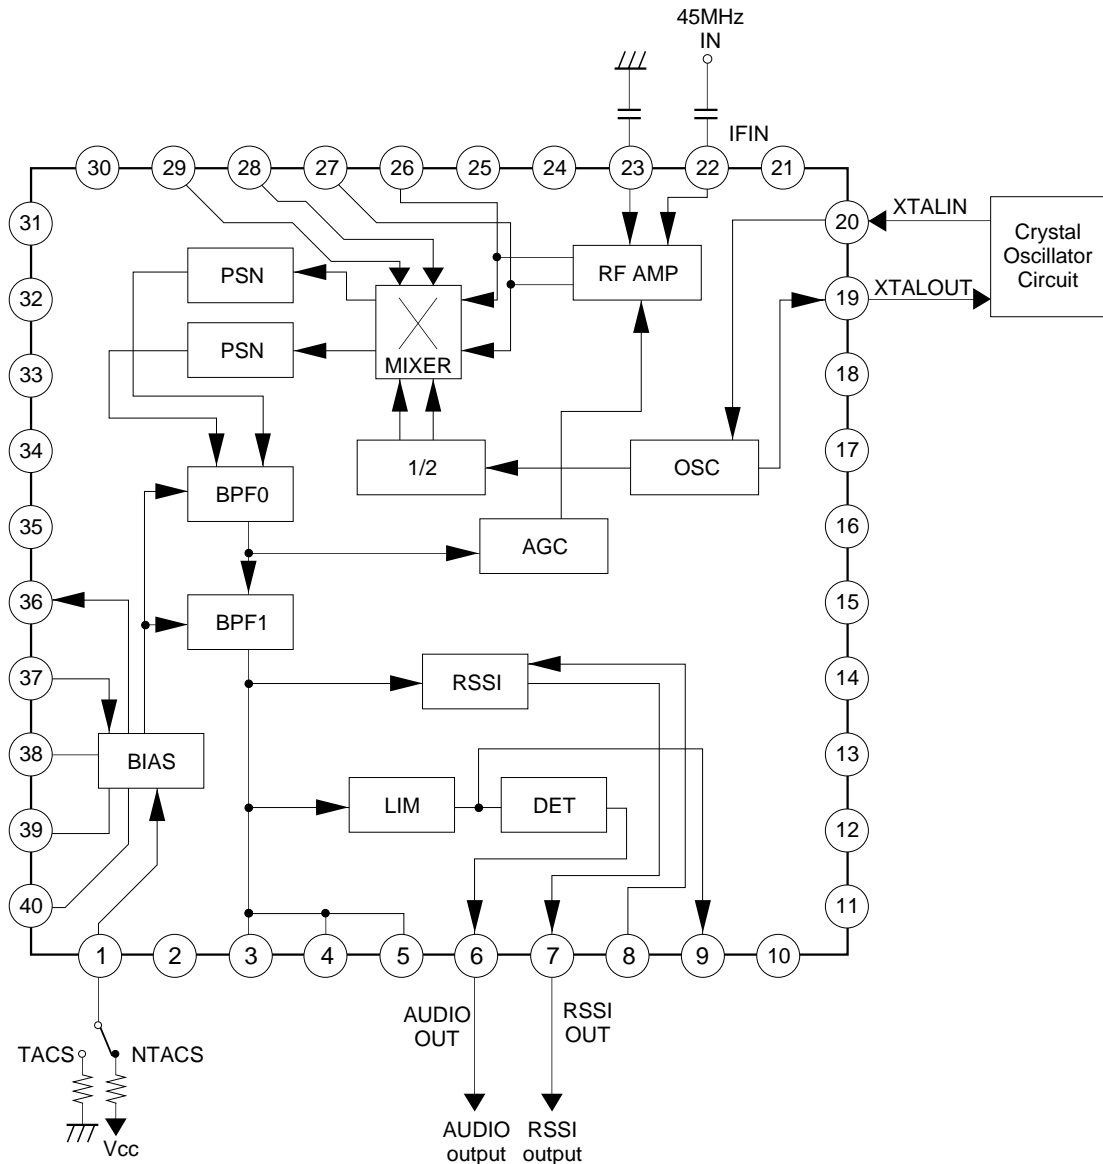 45MHz
IN
IFIN
30 29 28 27 26 25 24 23 22 21
31
20
XTALIN
Crystal
Oscillator
Circuit
PSN
RF AMP
32
19
XTALOUT
PSN
MIXER
33
18
34
17
1/2
OSC
BPF0
35
16
AGC
36
15
BPF1
37
14
RSSI
38
13
BIAS
LIM
DET
39
12
40
11
1 2 3 4 5 6 7 8 9 10
AUDIO
OUT
RSSI
OUT
TACS
NTACS
Vcc
AUDIO
output
RSSI
output